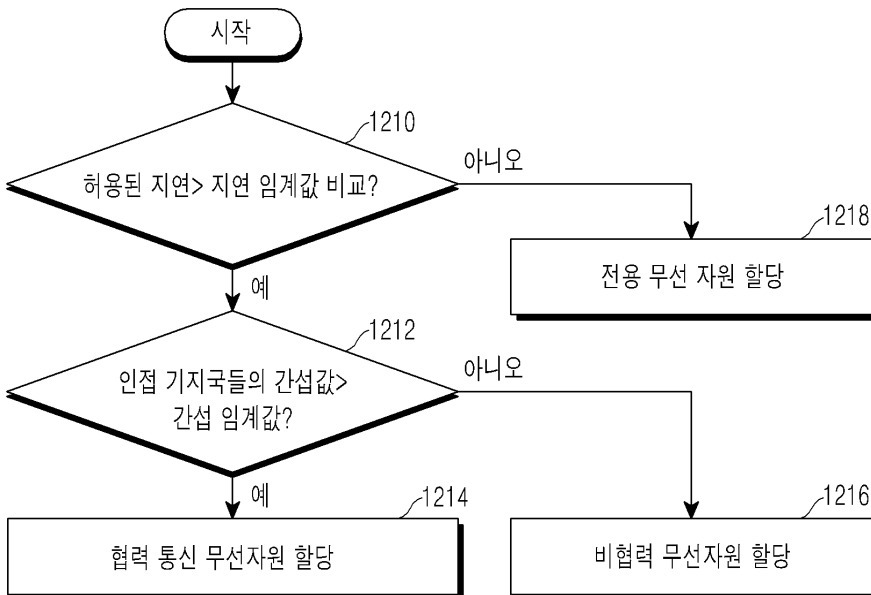 시작
1210
허용된 지연> 지연 임계값 비교?
아니오
1218
전용 무선 자원 할당
예
1212
인접 기지국들의 간섭값>
간섭 임계값?
아니오
예
1214
협력 통신 무선자원 할당
1216
비협력 무선자원 할당